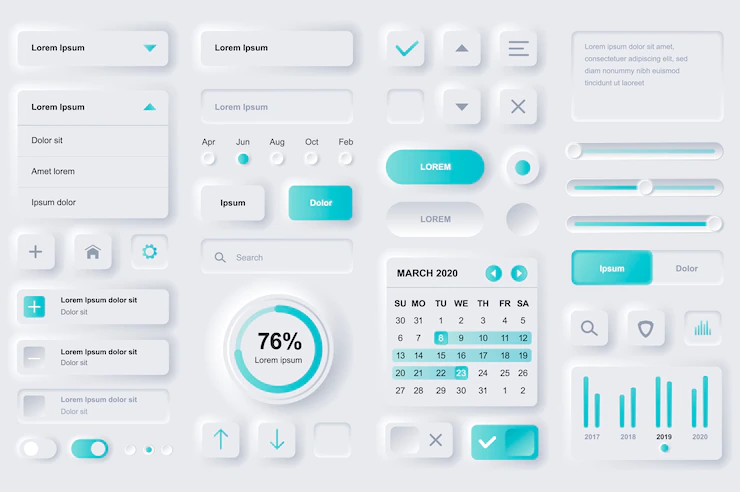 Lorem Ipsum
Lorem Ipsum
Dolor sit
Amet lorem
Ipsum dolor
Lorem Ipsum dolor sit
Dolor sit
Lorem Ipsum dolor sit
Dolor sit
Lorem Ipsum dolor sit
Dolor sit
Lorem Ipsum
Lorem Ipsum
Apr Jun Aug Oct Feb
Ipsum Dolor
Search
76%
Lorem ipsum
LOREM
LOREM
MARCH 2020
SU MO TU WE TH FR SA
30 31 1 2 3 4 5
6 7 8 9 10 11 12
13 14 15 16 17 18 19
20 21 22 23 24 25 26
27 28 29 30 31 1 2
Lorem ipsum dolor sit amet,
consectetuer adipiscing elit, sed
diam nonummy nibh euismod
tincidunt ut laoreet
Ipsum Dolor
2017 2018 2019 2020